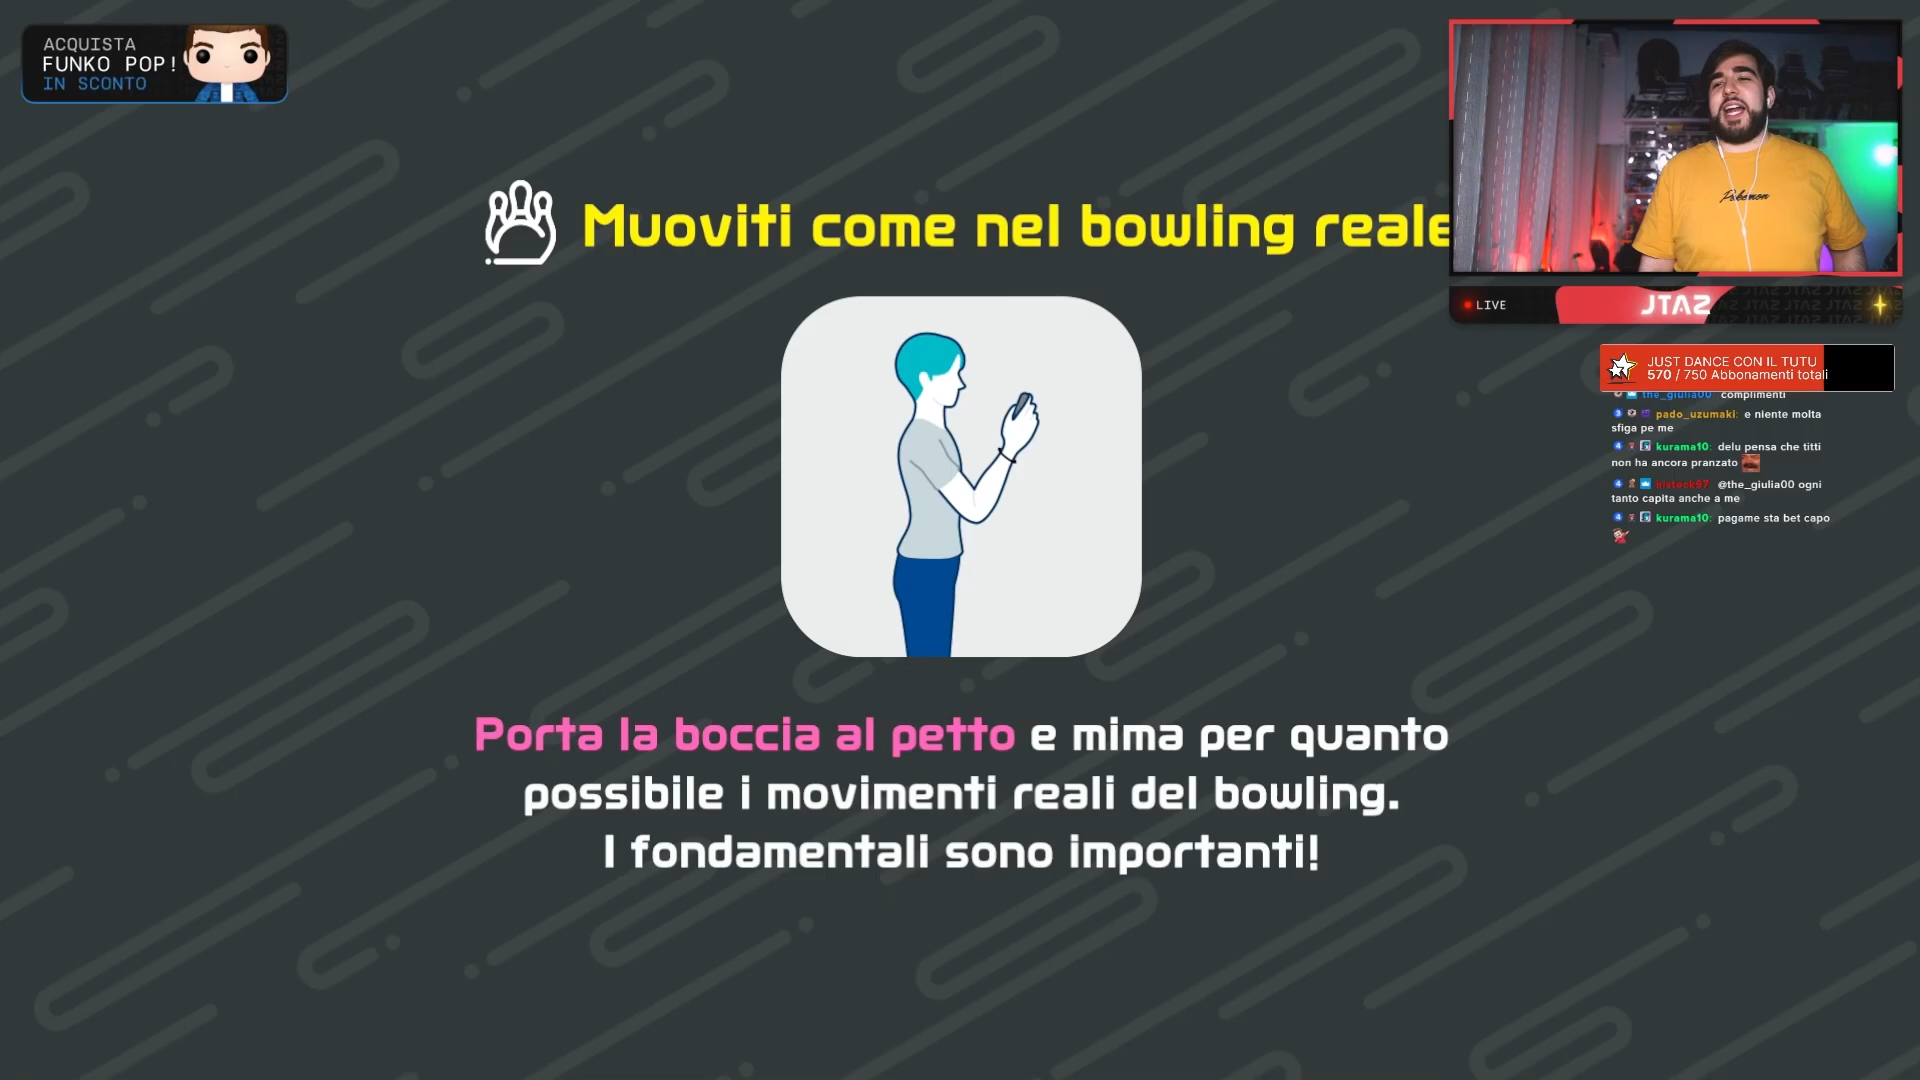 ACQUISTA
FUNKO POP!
IN SCONTO
Muoviti come nel bowling reale
Pokemon
LIVE
JTAZ
JUST DANCE CON IL TUTU
570 / 750 Abbonamenti totali
the_giulia00 complimenti
pado_uzumaki: e niente molta
sfiga pe me
kurama10: delu pensa che titti
non ha ancora pranzato
@the_giulia00 ogni
tanto capita anche a me
kurama10: pagame sta bet capo
Porta la boccia al petto e mima per quanto
possibile i movimenti reali del bowling.
I fondamentali sono importanti!